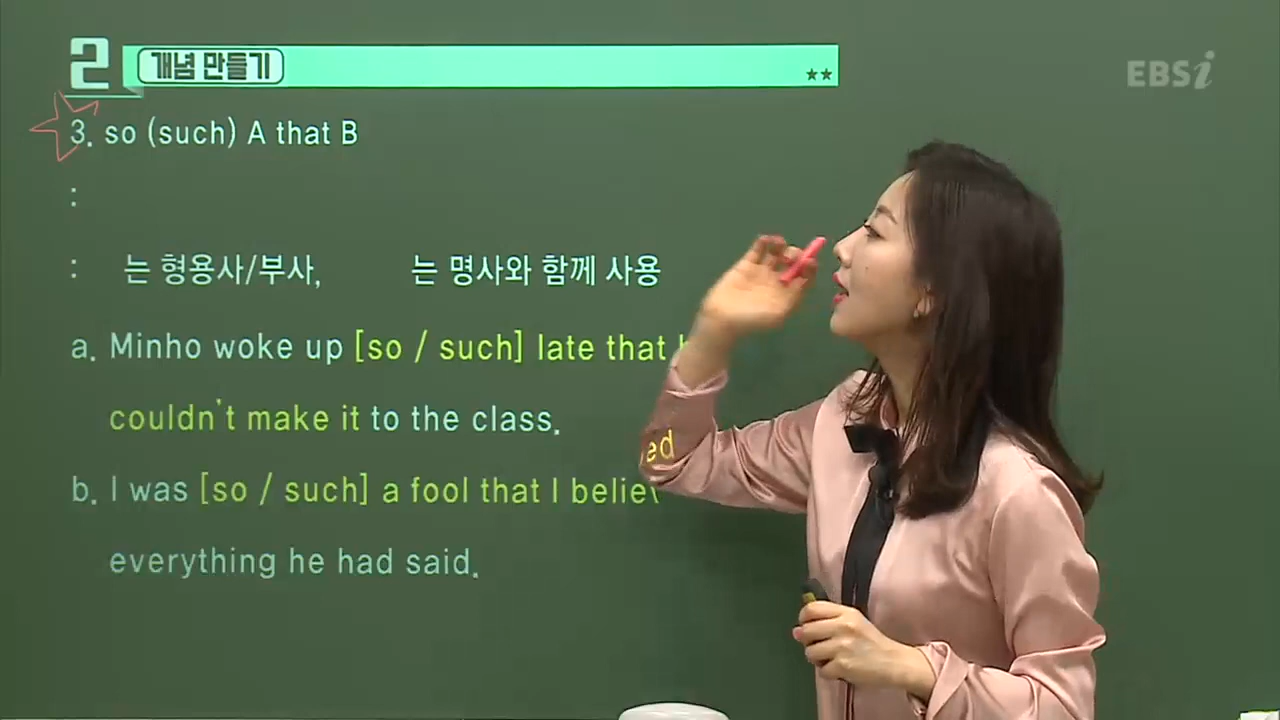 2 개념 만들기 ★★
EBSi
3. so (such) A that B
:
: 는 형용사/부사, 는 명사와 함께 사용
a. Minho woke up [so / such] late that
couldn't make it to the class.
b. I was [so / such] a fool that I believed
everything he had said.